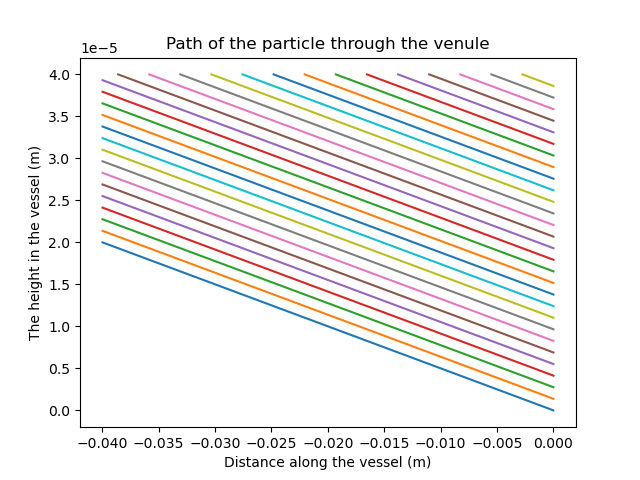 Path of the particle through the venule
1e−5
4.0
3.5
3.0
2.5
2.0
1.5
1.0
0.5
0.0
The height in the vessel (m)
−0.040 −0.035 −0.030 −0.025 −0.020 −0.015 −0.010 −0.005 0.000
Distance along the vessel (m)